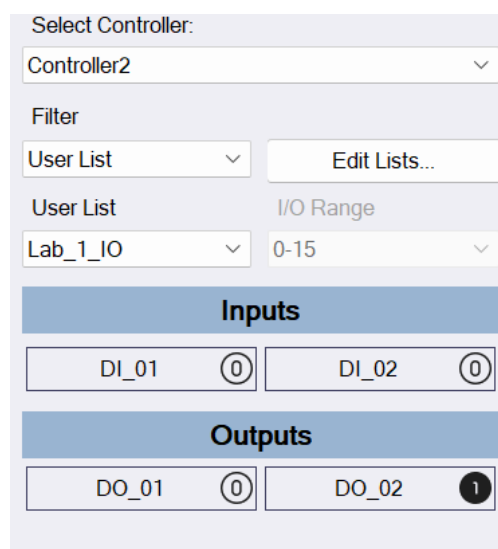 Select Controller:
Controller2
Filter
User List Edit Lists...
User List I/O Range
Lab_1_IO 0-15
Inputs
DI_01 0 DI_02 0
Outputs
DO_01 0 DO_02 1